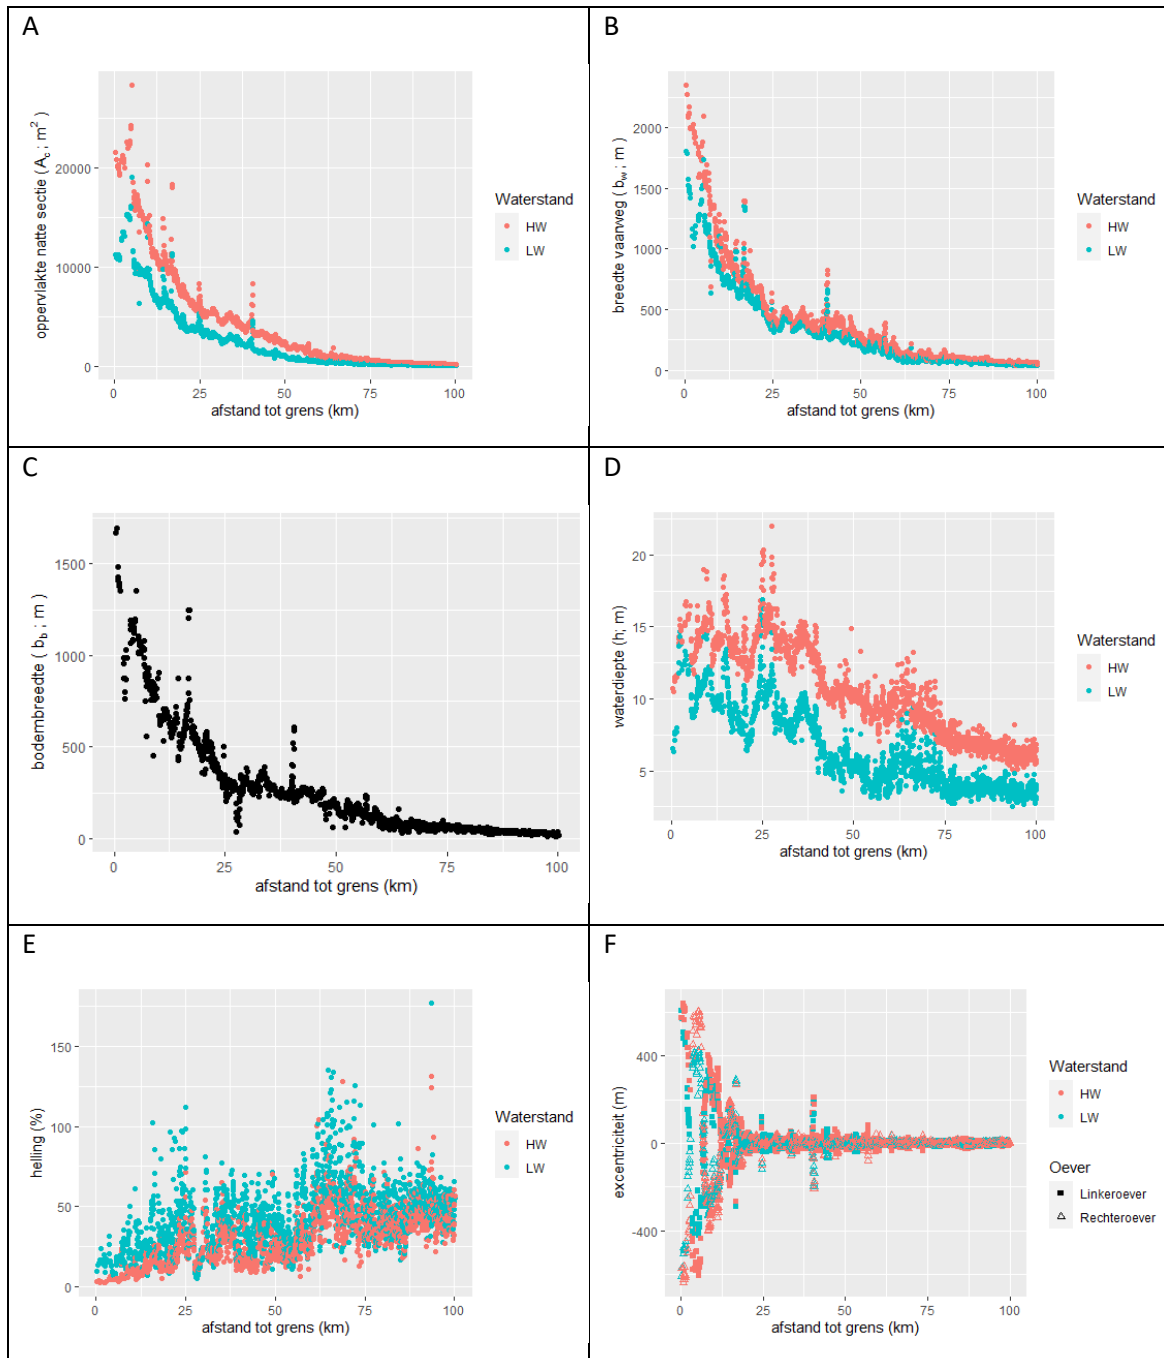 A
oppervlakte natte sectie ( A_c ; m²)
20000
10000
0
0 25 50 75 100
afstand tot grens (km)
Waterstand
HW
LW
B
breedte vaarweg ( b_w ; m)
2000
1500
1000
500
0
0 25 50 75 100
afstand tot grens (km)
Waterstand
HW
LW
C
bodembreedte ( b_b ; m)
1500
1000
500
0
0 25 50 75 100
afstand tot grens (km)
D
waterdiepte (h; m)
20
15
10
5
0 25 50 75 100
afstand tot grens (km)
Waterstand
HW
LW
E
helling (%)
150
100
50
0
0 25 50 75 100
afstand tot grens (km)
Waterstand
HW
LW
F
excentriciteit (m)
400
0
-400
0 25 50 75 100
afstand tot grens (km)
Waterstand
HW
LW
Oever
Linkeroever
Rechteroever